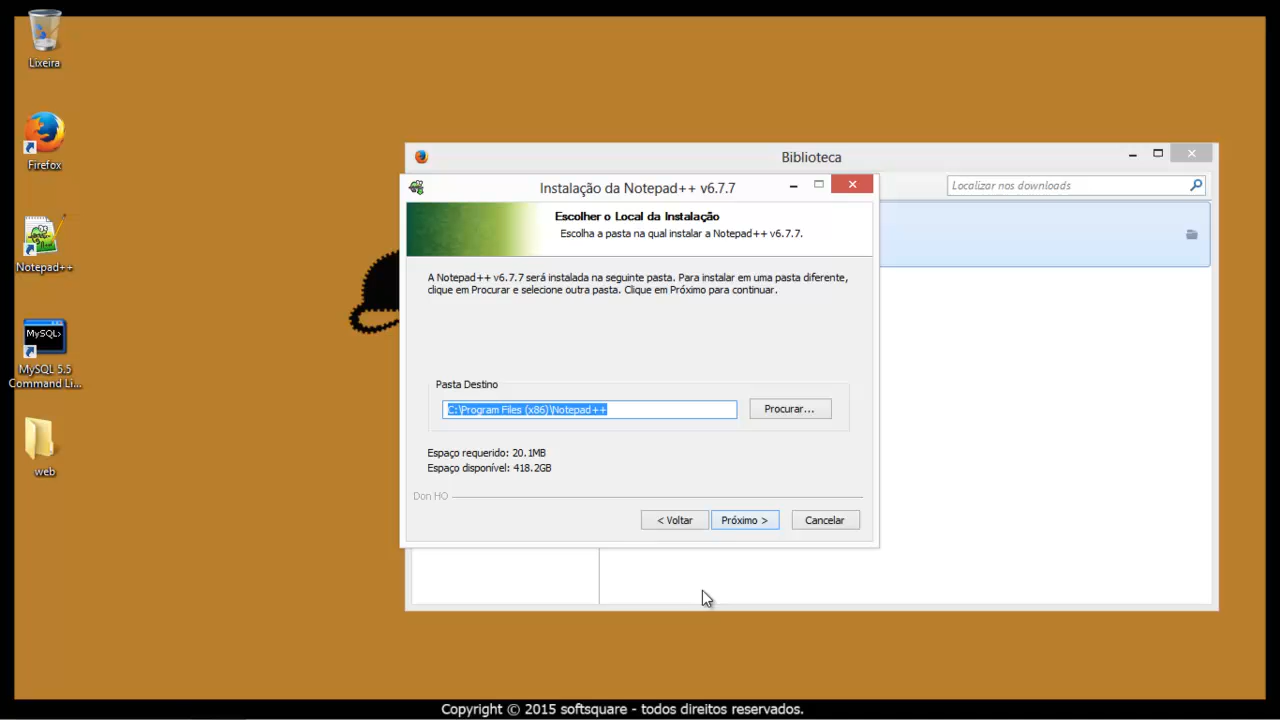 Lixeira
Firefox
Notepad++
MySQL>
MySQL 5.5
Command Li...
web
Biblioteca
Localizar nos downloads
Instalação da Notepad++ v6.7.7
Escolher o Local da Instalação
Escolha a pasta na qual instalar a Notepad++ v6.7.7.
A Notepad++ v6.7.7 será instalada na seguinte pasta. Para instalar em uma pasta diferente,
clique em Procurar e selecione outra pasta. Clique em Próximo para continuar.
Pasta Destino
C:\Program Files (x86)\Notepad++
Procurar...
Espaço requerido: 20.1MB
Espaço disponível: 418.2GB
Don HO
< Voltar
Próximo >
Cancelar
Copyright © 2015 softsquare - todos direitos reservados.